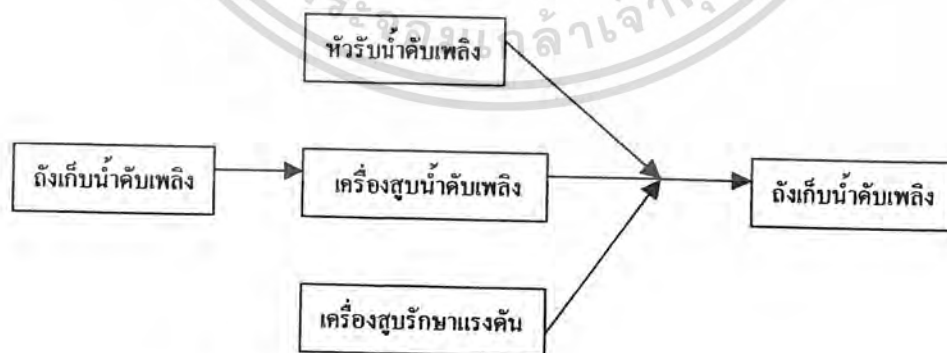 หัวรับน้ำดับเพลิง
ถังเก็บน้ำดับเพลิง
เครื่องสูบน้ำดับเพลิง
ถังเก็บน้ำดับเพลิง
เครื่องสูบรักษาแรงดัน